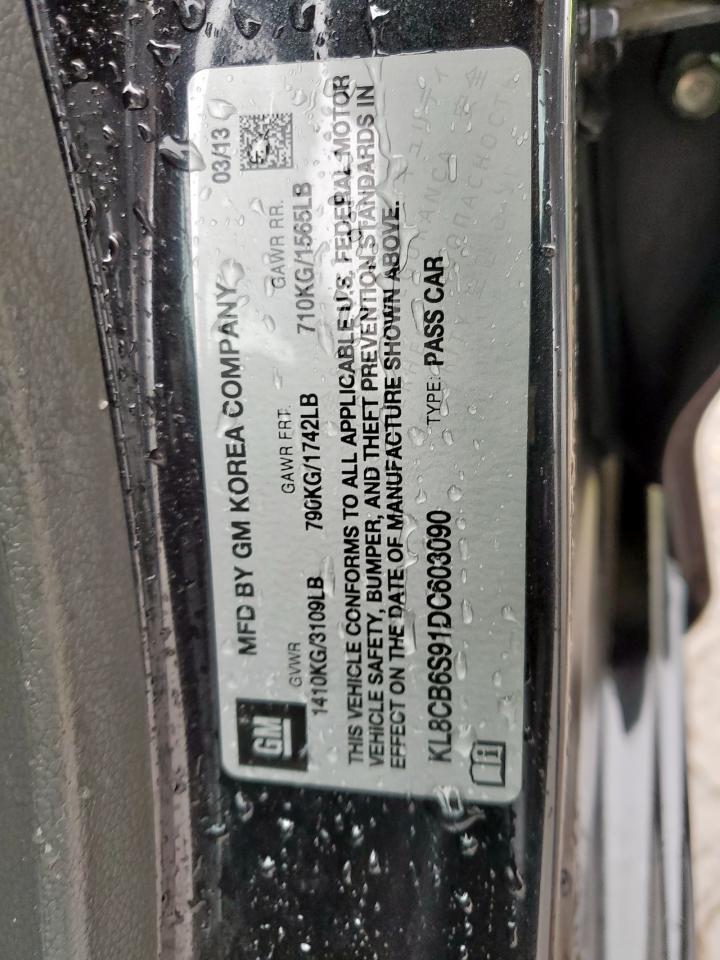 GM
MFD BY GM KOREA COMPANY
03/13
GVWR
GAWR FRT.
GAWR RR.
1410KG/3109LB
790KG/1742LB
710KG/1565LB
THIS VEHICLE CONFORMS TO ALL APPLICABLE U.S. FEDERAL MOTOR
VEHICLE SAFETY, BUMPER, AND THEFT PREVENTION STANDARDS IN
EFFECT ON THE DATE OF MANUFACTURE SHOWN ABOVE.
KL8CB6S91DC603090
TYPE: PASS CAR